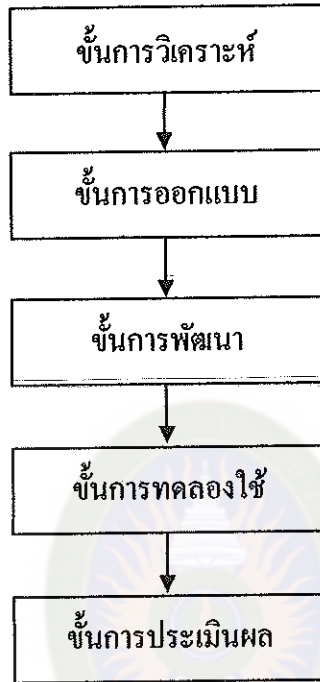 ขั้นการวิเคราะห์
ขั้นการออกแบบ
ขั้นการพัฒนา
ขั้นการทดลองใช้
ขั้นการประเมินผล